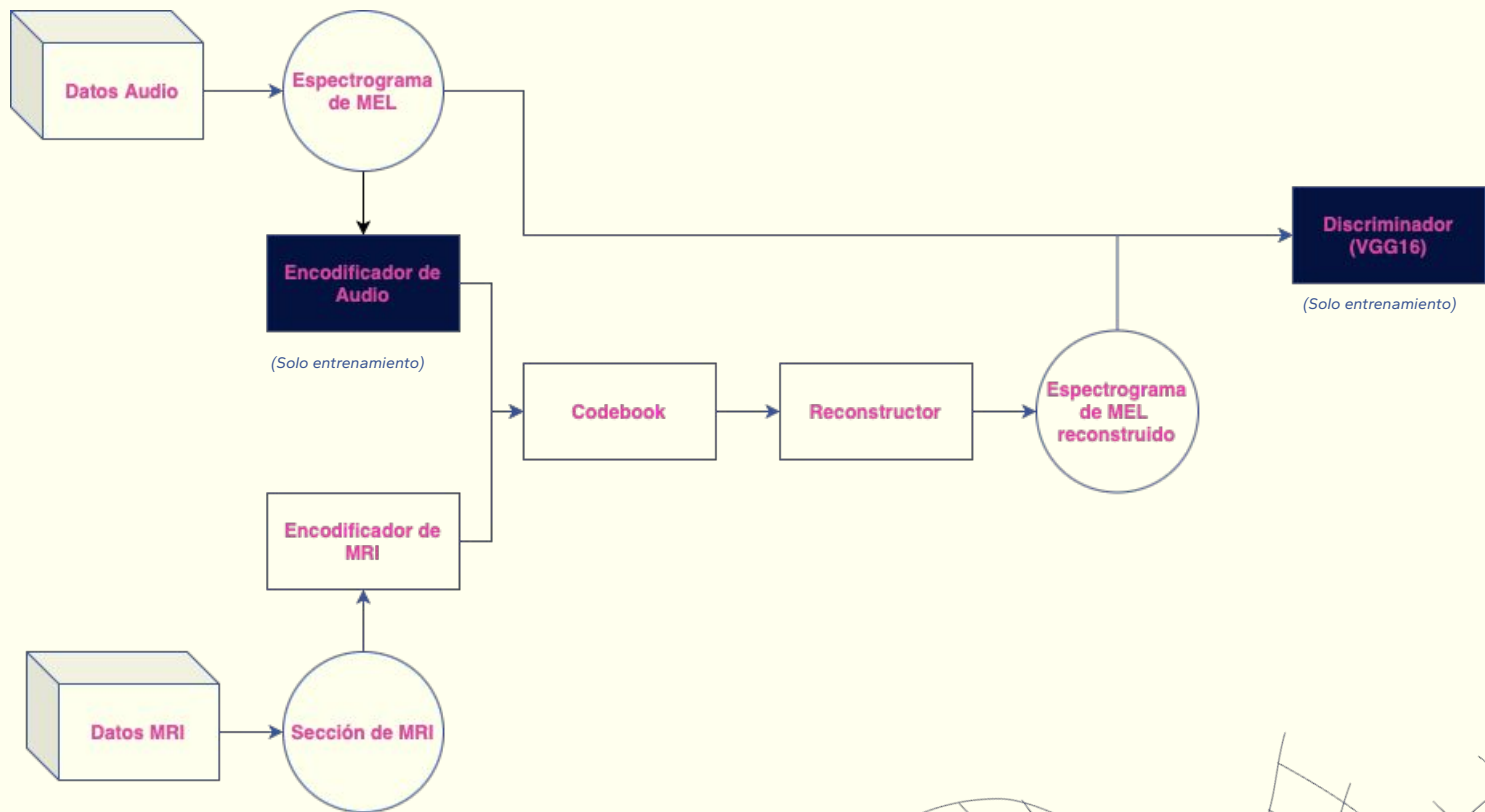 Datos Audio
Espectrograma
de MEL
Encodificador de
Audio
(Solo entrenamiento)
Discriminador
(VGG16)
(Solo entrenamiento)
Codebook
Reconstructor
Espectrograma
de MEL
reconstruido
Encodificador de
MRI
Datos MRI
Sección de MRI